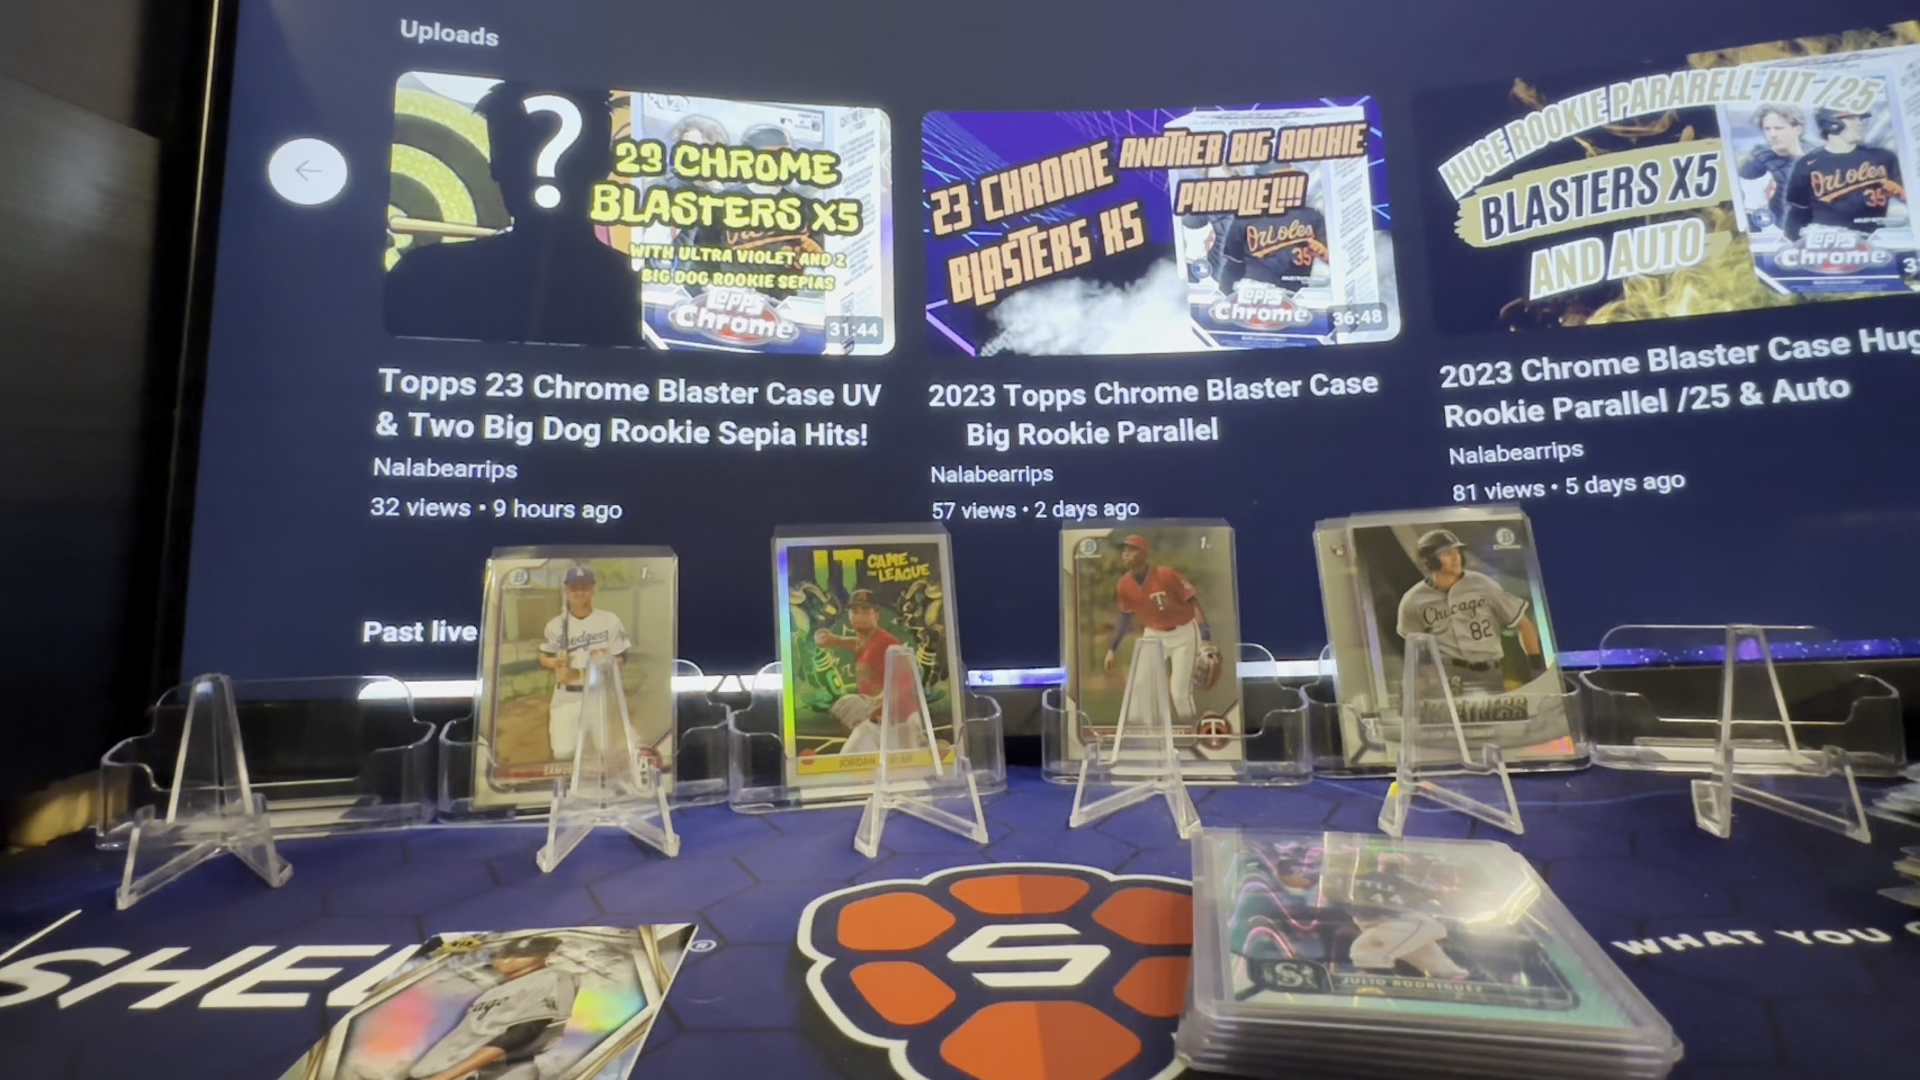 Uploads
?
23 CHROME
BLASTERS X5
WITH ULTRA VIOLET AND 2
BIG DOG ROOKIE SEPIAS
Topps
Chrome
31:44
23 CHROME
BLASTERS X5
ANOTHER BIG ROOKIE
PARALLEL!!!
Orioles
35
Topps
Chrome
36:48
HUGE ROOKIE PARARELL HIT /25
BLASTERS X5
AND AUTO
Orioles
35
Topps
Chrome
Topps 23 Chrome Blaster Case UV
& Two Big Dog Rookie Sepia Hits!
Nalabearrips
32 views • 9 hours ago
2023 Topps Chrome Blaster Case
Big Rookie Parallel
Nalabearrips
57 views • 2 days ago
2023 Chrome Blaster Case Hug
Rookie Parallel /25 & Auto
Nalabearrips
81 views • 5 days ago
Past live
Dodgers
IT CAME TO
THE LEAGUE
JORDAN
T
Chicago
82
SHEL
®
S
44
JULIO RODRIGUEZ
WHAT YOU